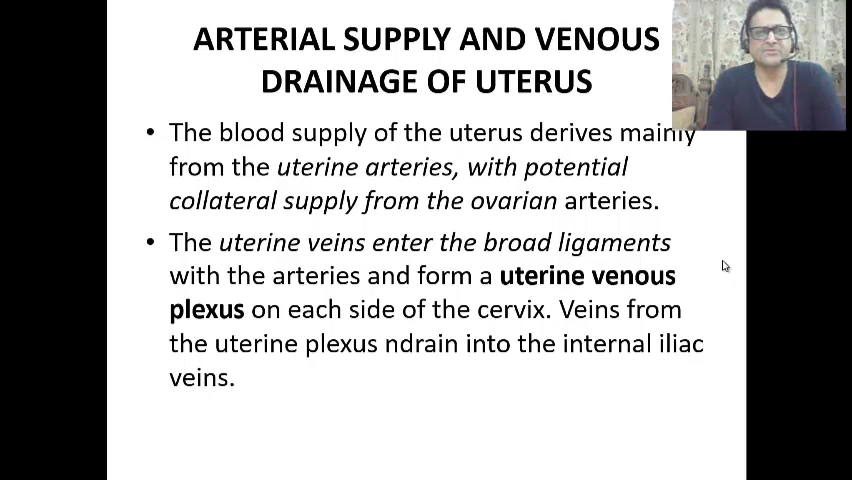 ARTERIAL SUPPLY AND VENOUS
DRAINAGE OF UTERUS
• The blood supply of the uterus derives mainly
from the uterine arteries, with potential
collateral supply from the ovarian arteries.
• The uterine veins enter the broad ligaments
with the arteries and form a uterine venous
plexus on each side of the cervix. Veins from
the uterine plexus ndrain into the internal iliac
veins.